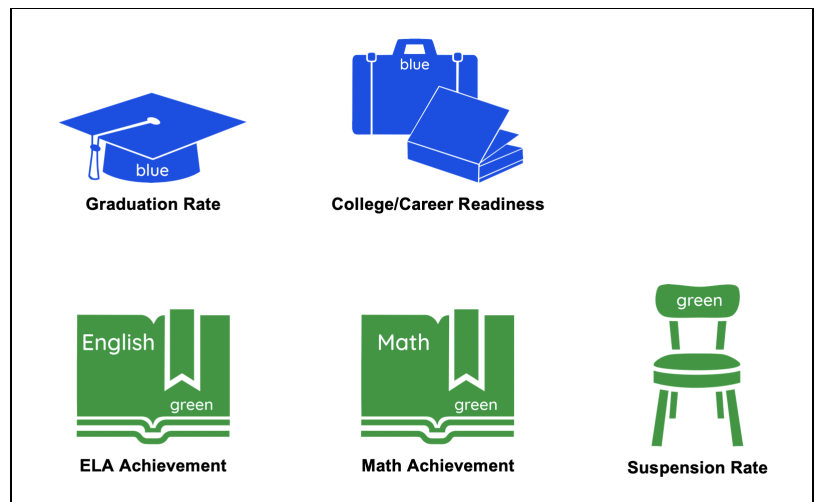 blue
blue
Graduation Rate
College/Career Readiness
English
green
Math
green
green
ELA Achievement
Math Achievement
Suspension Rate